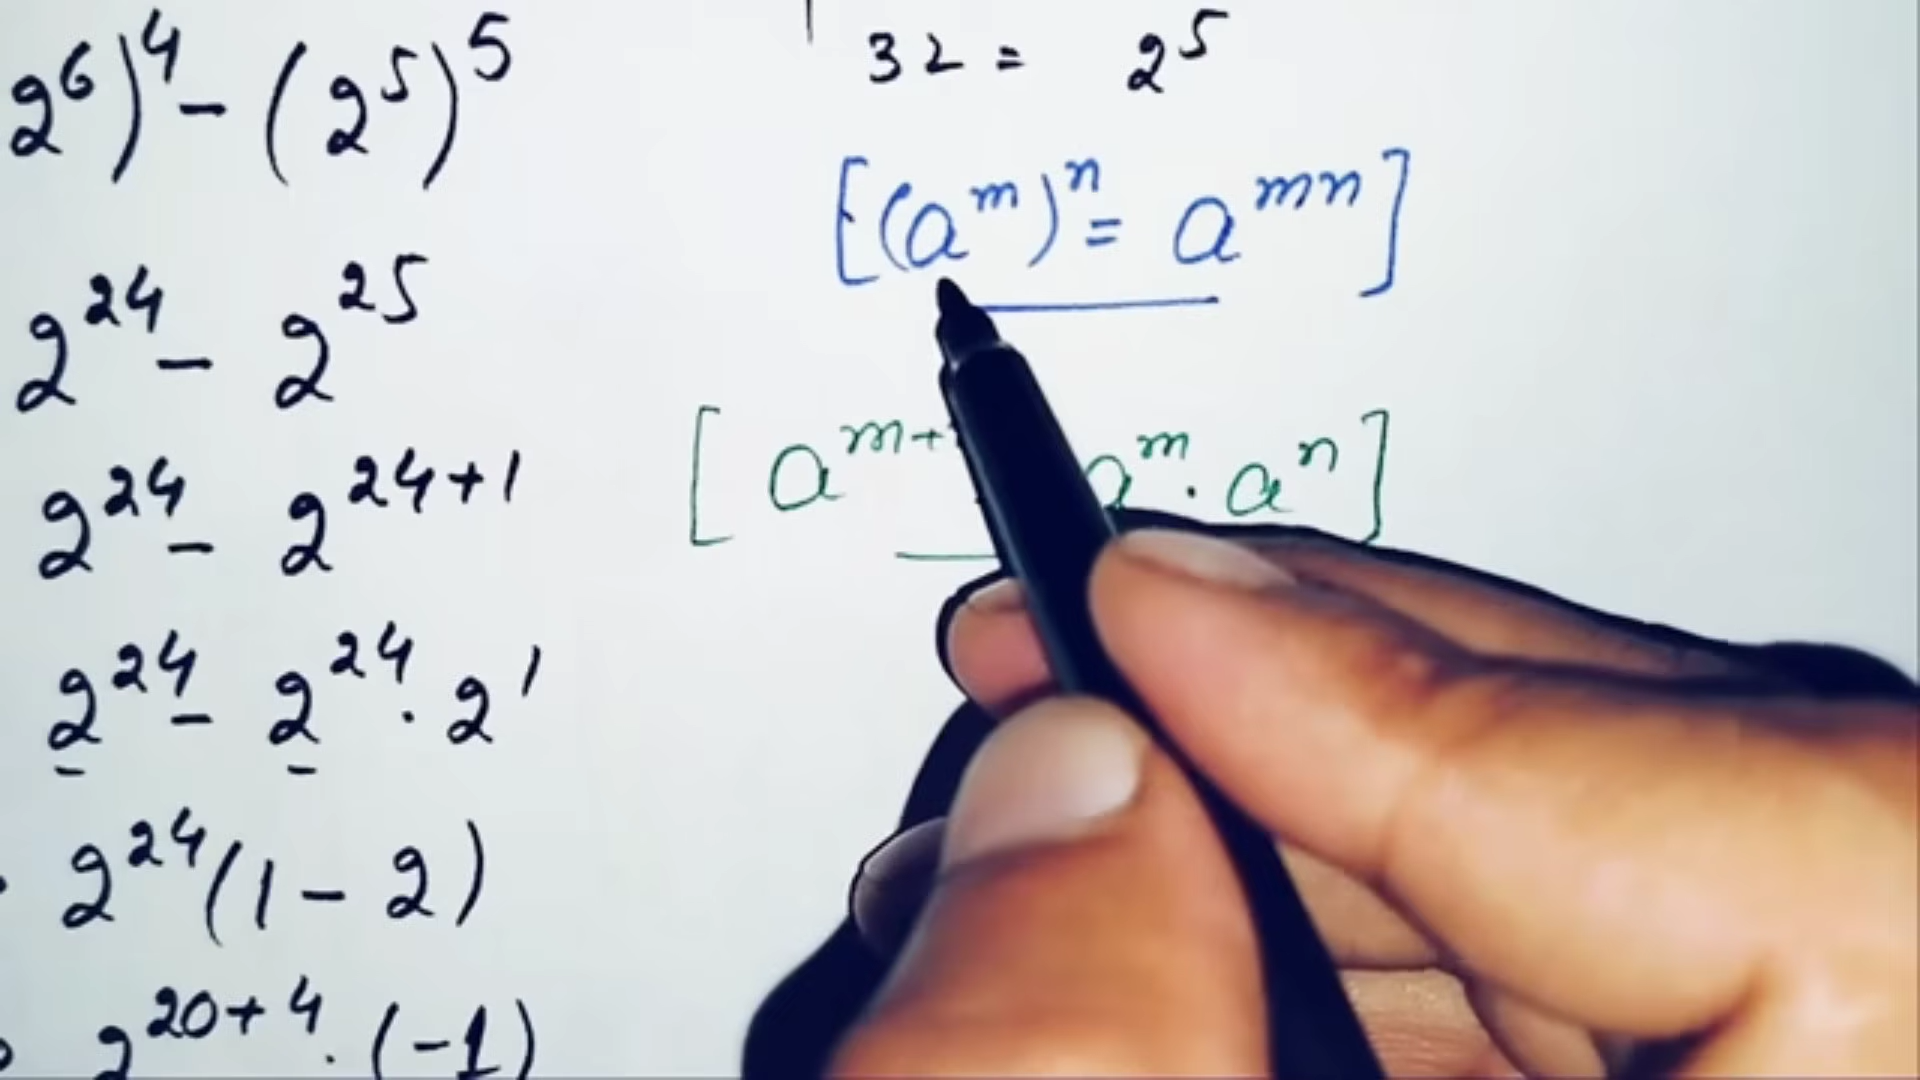 2⁶)⁴ - (2⁵)⁵
2²⁴ - 2²⁵
2²⁴ - 2²⁴⁺¹
2²⁴ - 2²⁴ · 2¹
2²⁴(1 - 2)
2²⁰⁺⁴ · (-1)
32 = 2⁵
[(aᵐ)ⁿ = aᵐⁿ]
[aᵐ⁺ aᵐ · aⁿ]